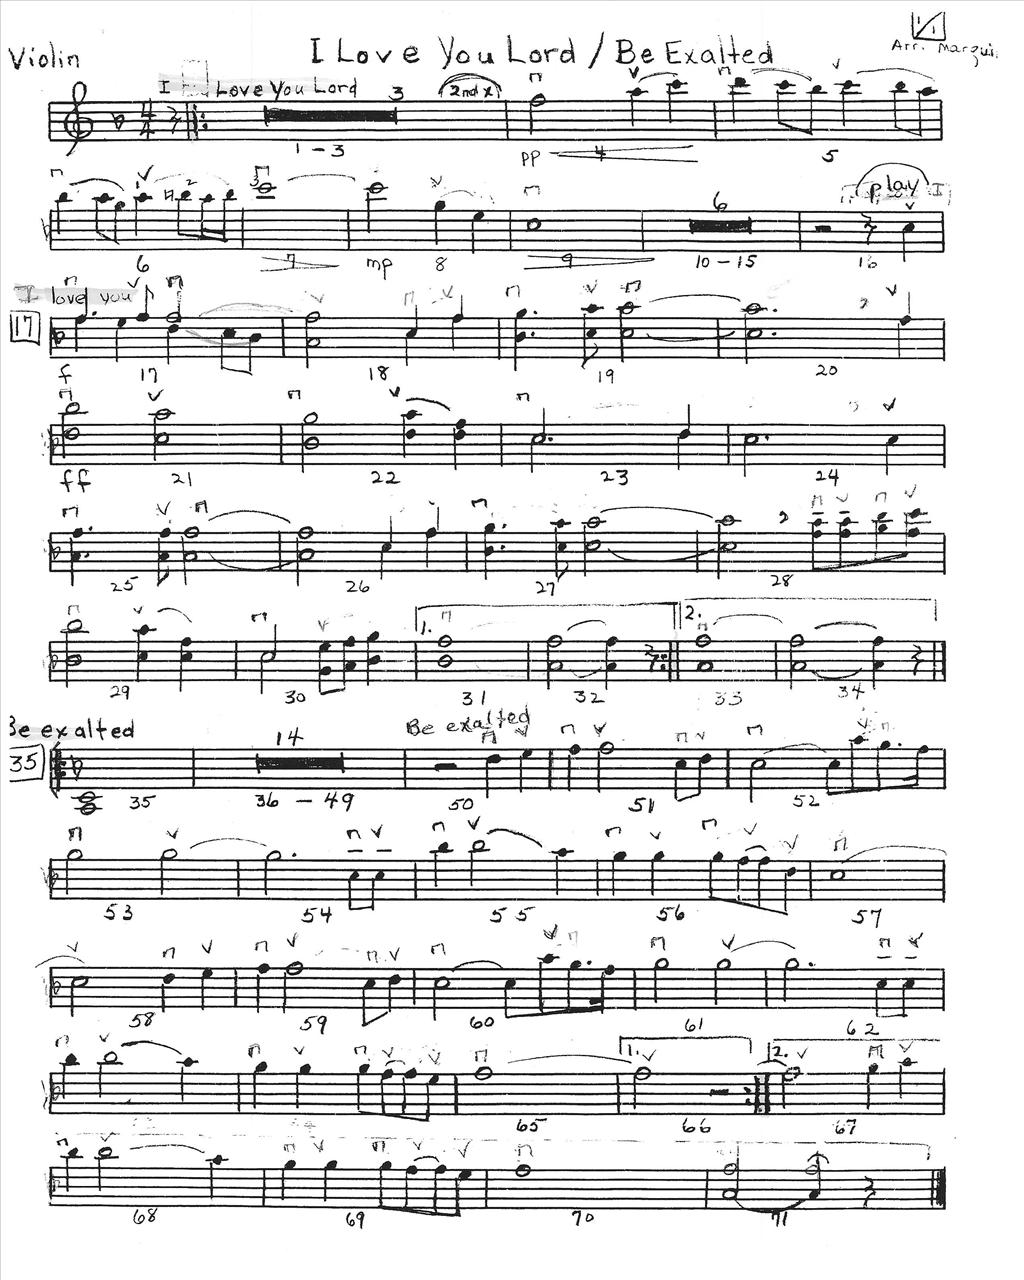 Violin
I Love You Lord / Be Exalted
1/1
Arr. Marqui
I Love You Lord 3 2nd x
1-3 pp 4 5
3 2 6 play I
6 7 mp 8 9 10-15 16
I love you
17
f 17 18 19 20
ff 21 22 23 24
25 26 27 28
1. 2.
29 30 31 32 33 34
Be exalted 14 Be exalted
35
35 36-49 50 51 52
53 54 55 56 57
58 59 60 61 62
1. 2.
65 66 67
68 69 70 71